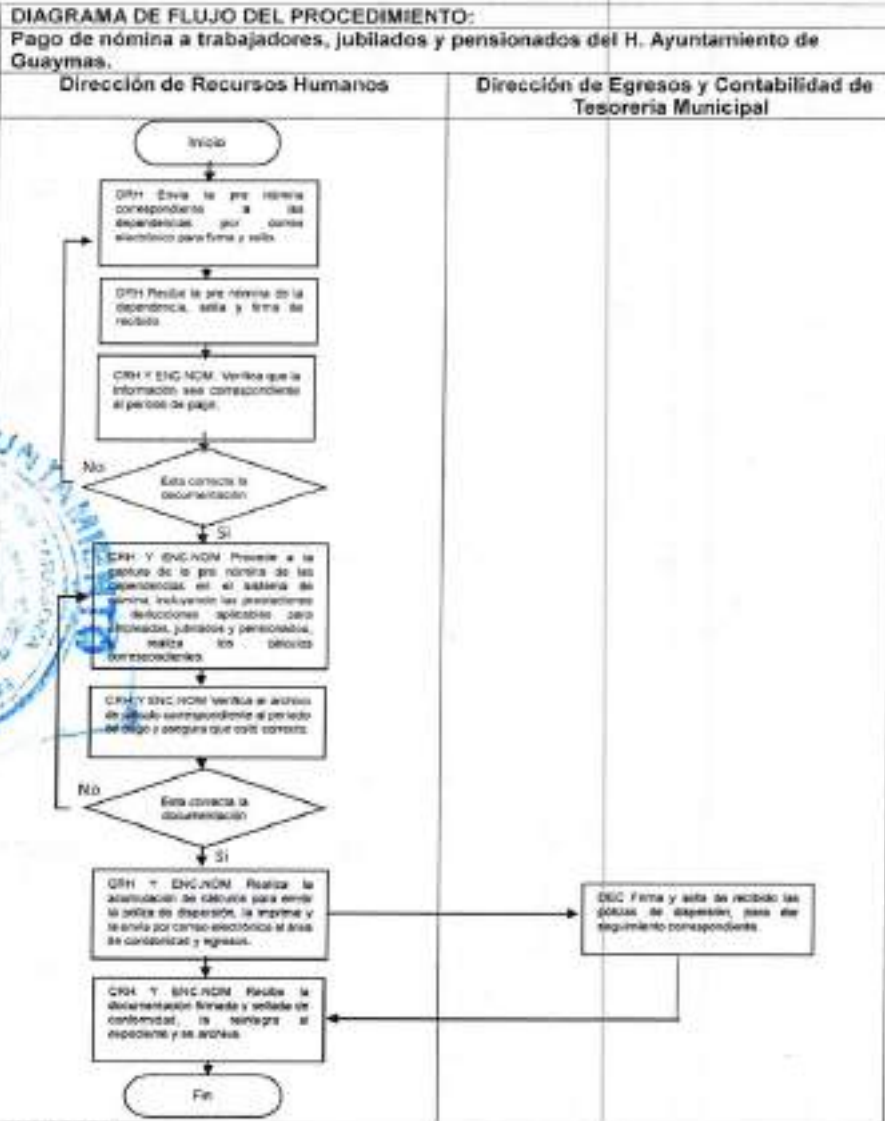 DIAGRAMA DE FLUJO DEL PROCEDIMIENTO:
Pago de nómina a trabajadores, jubilados y pensionados del H. Ayuntamiento de
Guaymas.
Dirección de Recursos Humanos
Dirección de Egresos y Contabilidad de
Tesorería Municipal
Inicio
Envía la pre nómina
correspondiente a las
dependencias por correo
electrónico para firma y sello.
Recibe la pre nómina de la
dependencia, sella y firma de
recibido
Y ENC.NOM. Verifica que la
información sea correspondiente
al periodo de pago.
No
Esta correcta la
documentación
Si
Y ENC.NOM Procede a la
captura de la pre nómina de las
dependencias en el sistema de
nómina, incluyendo las prestaciones
deducciones aplicables para
empleados, jubilados y pensionados,
realiza los cálculos
correspondientes.
Y ENC.NOM Verifica el archivo
de cálculo correspondiente al periodo
de pago y asegura que esté correcto.
No
Esta correcta la
documentación
Si
Y ENC.NOM Realiza la
acumulación de cálculos para emitir
la póliza de dispersión, la imprime y
la envía por correo electrónico al área
de contabilidad y egresos.
DEC Firma y sella de recibido las
pólizas de dispersión, para dar
seguimiento correspondiente.
Y ENC.NOM Recibe la
documentación firmada y sellada de
conformidad, la reintegra al
expediente y se archiva.
Fin